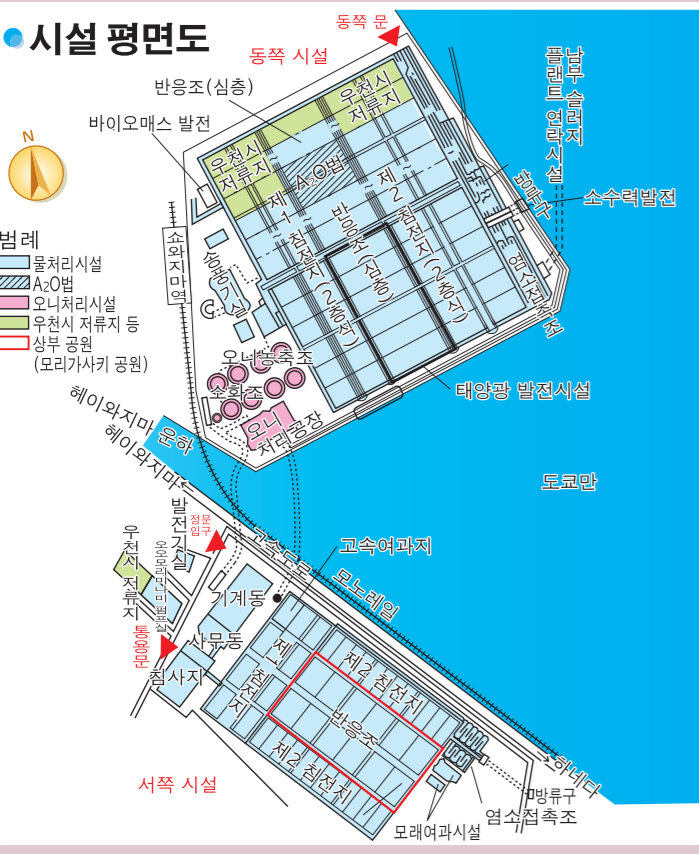 시설 평면도
동쪽 문
동쪽 시설
반응조(심층)
바이오매스 발전
남부 슬러지
플랜트 연락시설
우천시
저류지
우천시
저류지
A₂O법
제1 침전지(2층식)
반응조(심층)
제2 침전지(2층식)
방류구
소수력발전
염소접촉조
N
쇼와지마역
송풍기실
범례
물처리시설
A₂O법
오니처리시설
우천시 저류지 등
상부 공원
(모리가사키 공원)
오니농축조
소화조
오니
처리공장
태양광 발전시설
헤이와지마 운하
헤이와지마
도쿄만
발전기실
정문
입구
고속도로
고속여과지
모노레일
우천시 저류지
통용문
기계동
사무동
침사지
제1 침전지
제2 침전지
반응조
제2 침전지
서쪽 시설
하네다
방류구
염소접촉조
모래여과시설